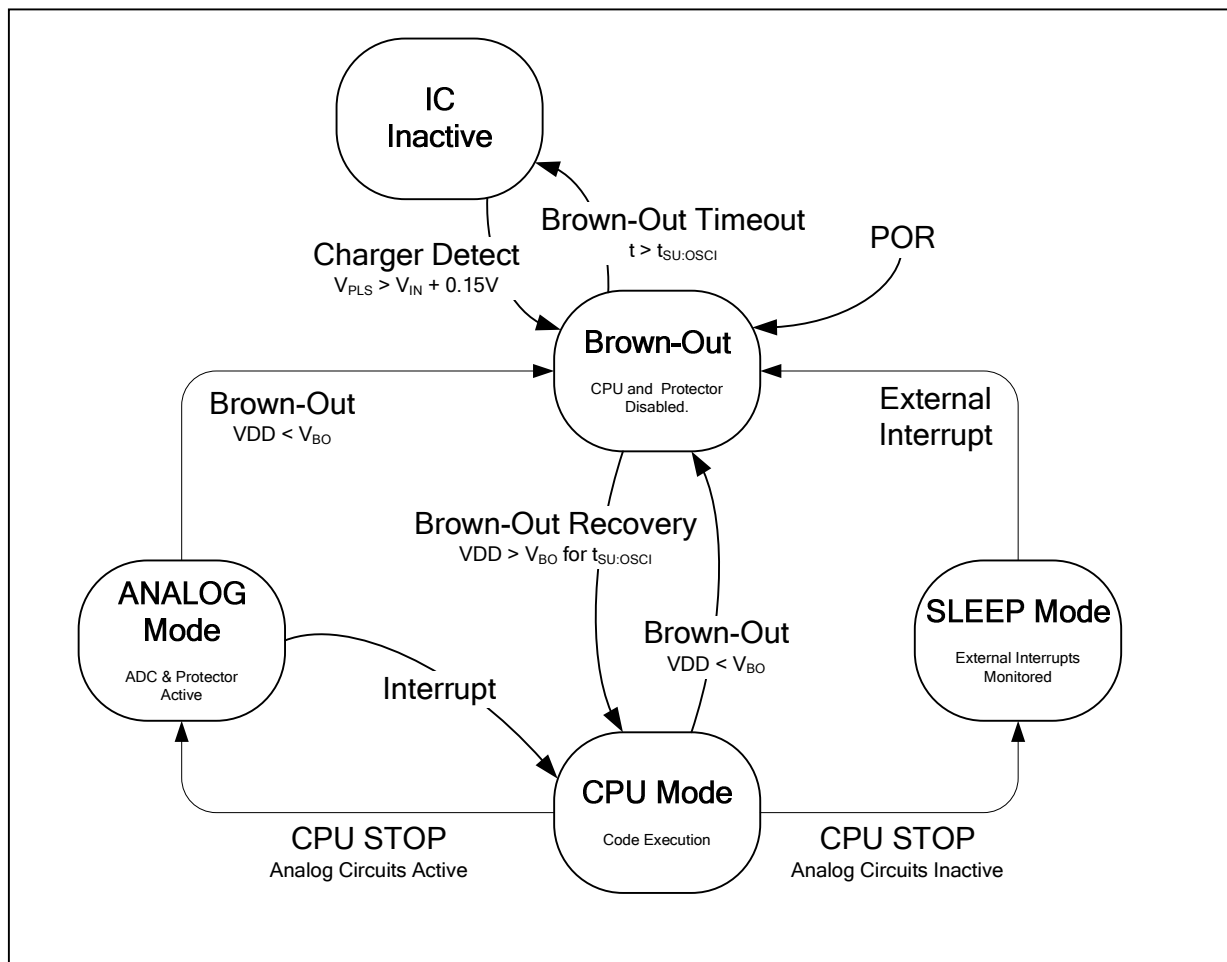 IC
Inactive
Brown-Out Timeout
t > tSU:OSCI
POR
Charger Detect
VPLS > VIN + 0.15V
Brown-Out
CPU and Protector
Disabled.
Brown-Out
VDD < VBO
External
Interrupt
Brown-Out Recovery
VDD > VBO for tSU:OSCI
ANALOG
Mode
ADC & Protector
Active
Brown-Out
VDD < VBO
SLEEP Mode
External Interrupts
Monitored
Interrupt
CPU Mode
Code Execution
CPU STOP
Analog Circuits Active
CPU STOP
Analog Circuits Inactive